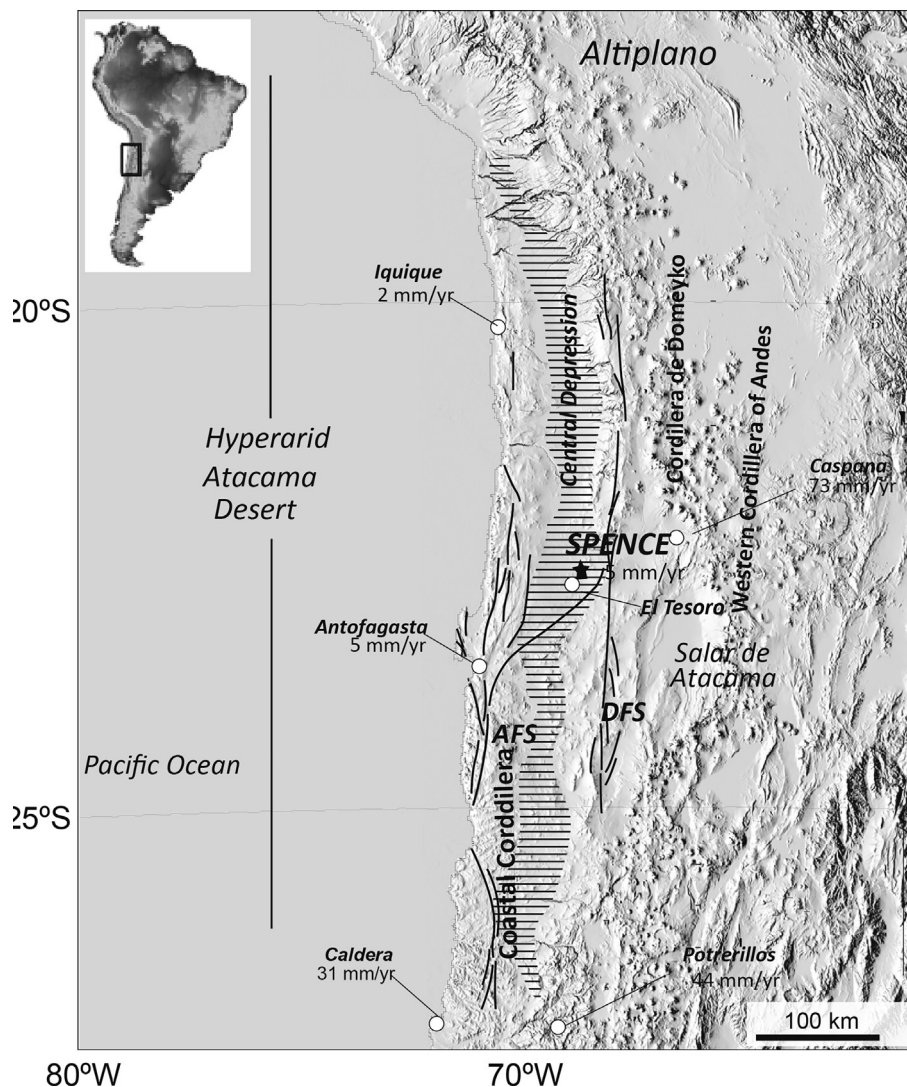 Altiplano
Iquique
2 mm/yr
20ºS
Central Depression
Cordilera de Domeyko
Western Cordillera of Andes
Hyperarid
Atacama
Desert
Caspana
73 mm/yr
SPENCE
5 mm/yr
El Tesoro
Antofagasta
5 mm/yr
Salar de
Atacama
DFS
AFS
Pacific Ocean
25ºS
Coastal Corddilera
Caldera
31 mm/yr
Potrerillos
44 mm/yr
100 km
80ºW
70ºW